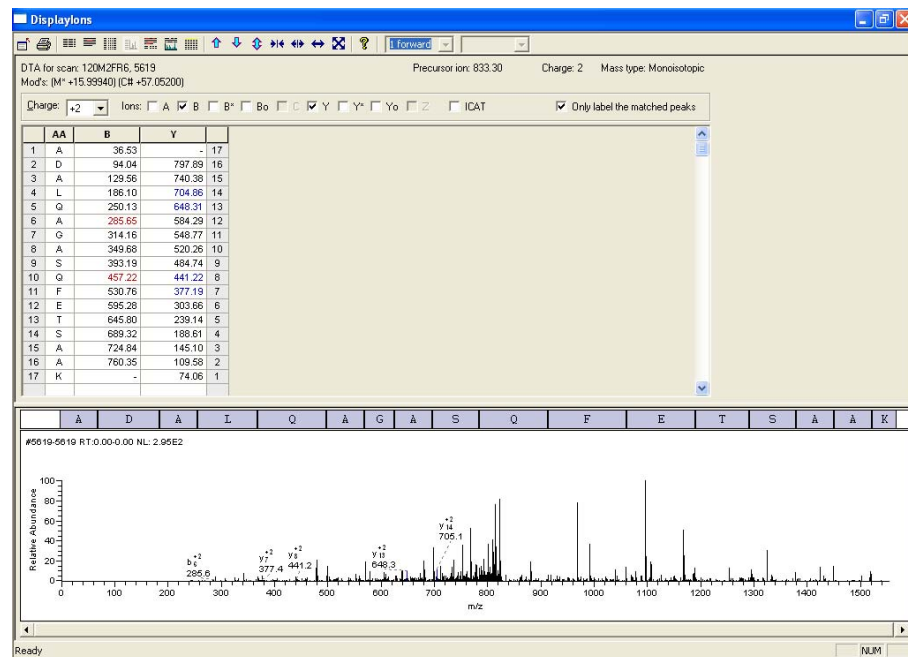 DisplayIons
1 forward
DTA for scan: 120M2FR6, 5619 Precursor ion: 833.30 Charge: 2 Mass type: Monoisotopic
Mod's: (M* +15.99940) (C# +57.05200)
Charge: +2 Ions: A B B* Bo C Y Y* Yo Z ICAT Only label the matched peaks
AA B Y
1 A 36.53 - 17
2 D 94.04 797.89 16
3 A 129.56 740.38 15
4 L 186.10 704.86 14
5 Q 250.13 648.31 13
6 A 285.65 584.29 12
7 G 314.16 548.77 11
8 A 349.68 520.26 10
9 S 393.19 484.74 9
10 Q 457.22 441.22 8
11 F 530.76 377.19 7
12 E 595.28 303.66 6
13 T 645.80 239.14 5
14 S 689.32 188.61 4
15 A 724.84 145.10 3
16 A 760.35 109.58 2
17 K - 74.06 1
A D A L Q A G A S Q F E T S A A K
#5619-5619 RT:0.00-0.00 NL: 2.95E2
Relative Abundance
100
80
60
40
20
0
b6 +2
285.6
y7 +2
377.4
y8 +2
441.2
y13 +2
648.3
y14 +2
705.1
0 100 200 300 400 500 600 700 800 900 1000 1100 1200 1300 1400 1500
m/z
Ready NUM